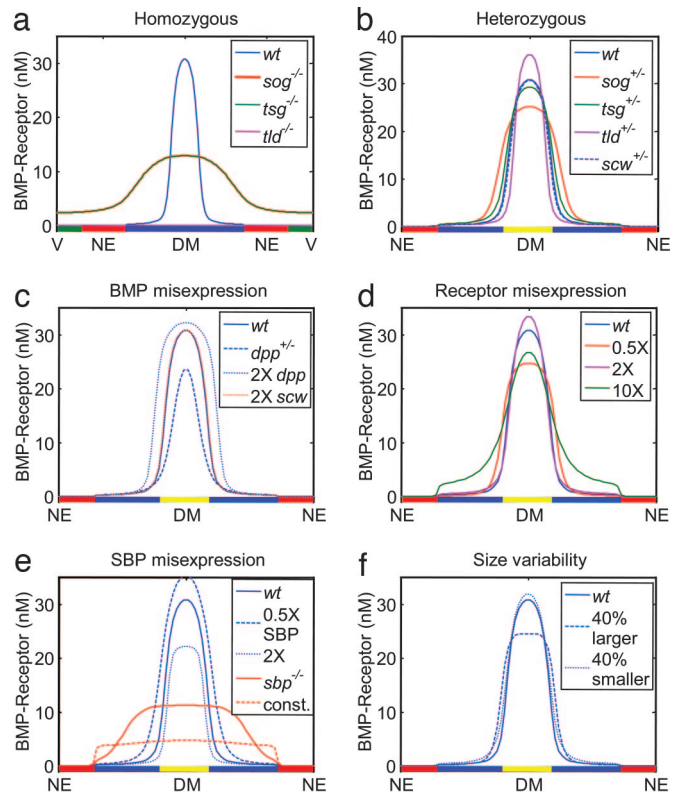 a
Homozygous
BMP-Receptor (nM)
30
20
10
0
wt
sog-/-
tsg-/-
tld-/-
V NE DM NE V
b
Heterozygous
BMP-Receptor (nM)
40
30
20
10
0
wt
sog+/-
tsg+/-
tld+/-
scw+/-
NE DM NE
c
BMP misexpression
BMP-Receptor (nM)
30
20
10
0
wt
dpp+/-
2X dpp
2X scw
NE DM NE
d
Receptor misexpression
BMP-Receptor (nM)
30
20
10
0
wt
0.5X
2X
10X
NE DM NE
e
SBP misexpression
BMP-Receptor (nM)
30
20
10
0
wt
0.5X
SBP
2X
sbp-/-
const.
NE DM NE
f
Size variability
BMP-Receptor (nM)
30
20
10
0
wt
40%
larger
40%
smaller
NE DM NE